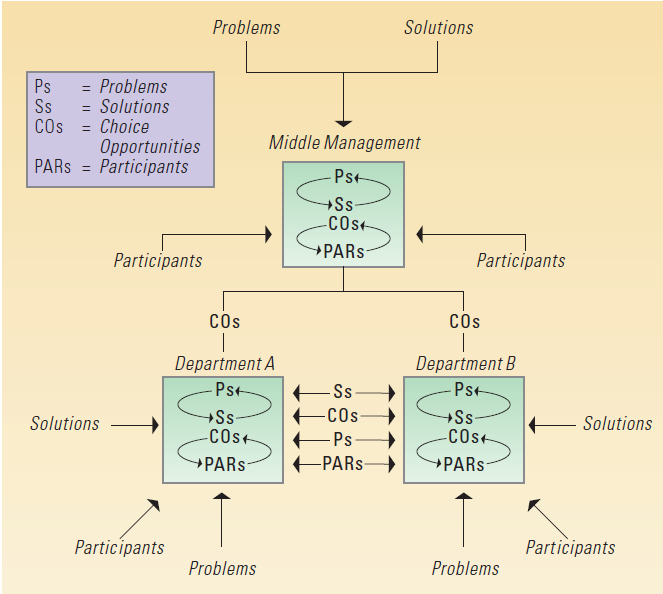 Problems Solutions
Ps = Problems
Ss = Solutions
COs = Choice
Opportunities
PARs = Participants
Middle Management
Ps
Ss
COs
PARs
Participants Participants
COs COs
Department A Department B
Ps
Ss
COs
PARs
Ss
COs
Ps
PARs
Ps
Ss
COs
PARs
Solutions Solutions
Participants Participants
Problems Problems